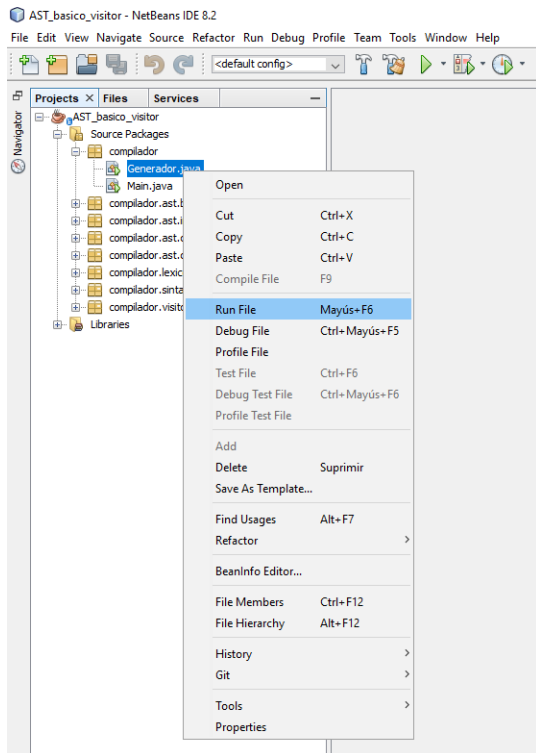 AST_basico_visitor - NetBeans IDE 8.2
File Edit View Navigate Source Refactor Run Debug Profile Team Tools Window Help
<default config>
Projects Files Services
Navigator
AST_basico_visitor
Source Packages
compilador
Generador.java
Main.java
compilador.ast.b
compilador.ast.i
compilador.ast.o
compilador.ast.o
compilador.lexic
compilador.sinta
compilador.visito
Libraries
Open
Cut Ctrl+X
Copy Ctrl+C
Paste Ctrl+V
Compile File F9
Run File Mayús+F6
Debug File Ctrl+Mayús+F5
Profile File
Test File Ctrl+F6
Debug Test File Ctrl+Mayús+F6
Profile Test File
Add
Delete Suprimir
Save As Template...
Find Usages Alt+F7
Refactor
BeanInfo Editor...
File Members Ctrl+F12
File Hierarchy Alt+F12
History
Git
Tools
Properties